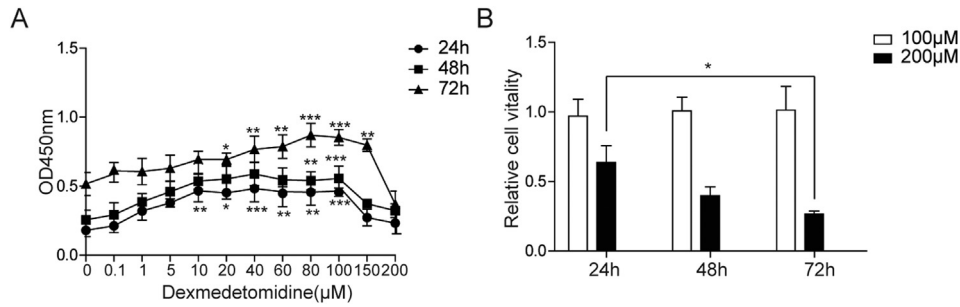 A
24h
48h
72h
OD450nm
1.5
1.0
0.5
0.0
** *** *** **
* ** ***
** * *** ** ** ***
0 0.1 1 5 10 20 40 60 80 100 150 200
Dexmedetomidine(μM)
B
100μM
200μM
Relative cell vitality
1.5
1.0
0.5
0.0
*
24h 48h 72h